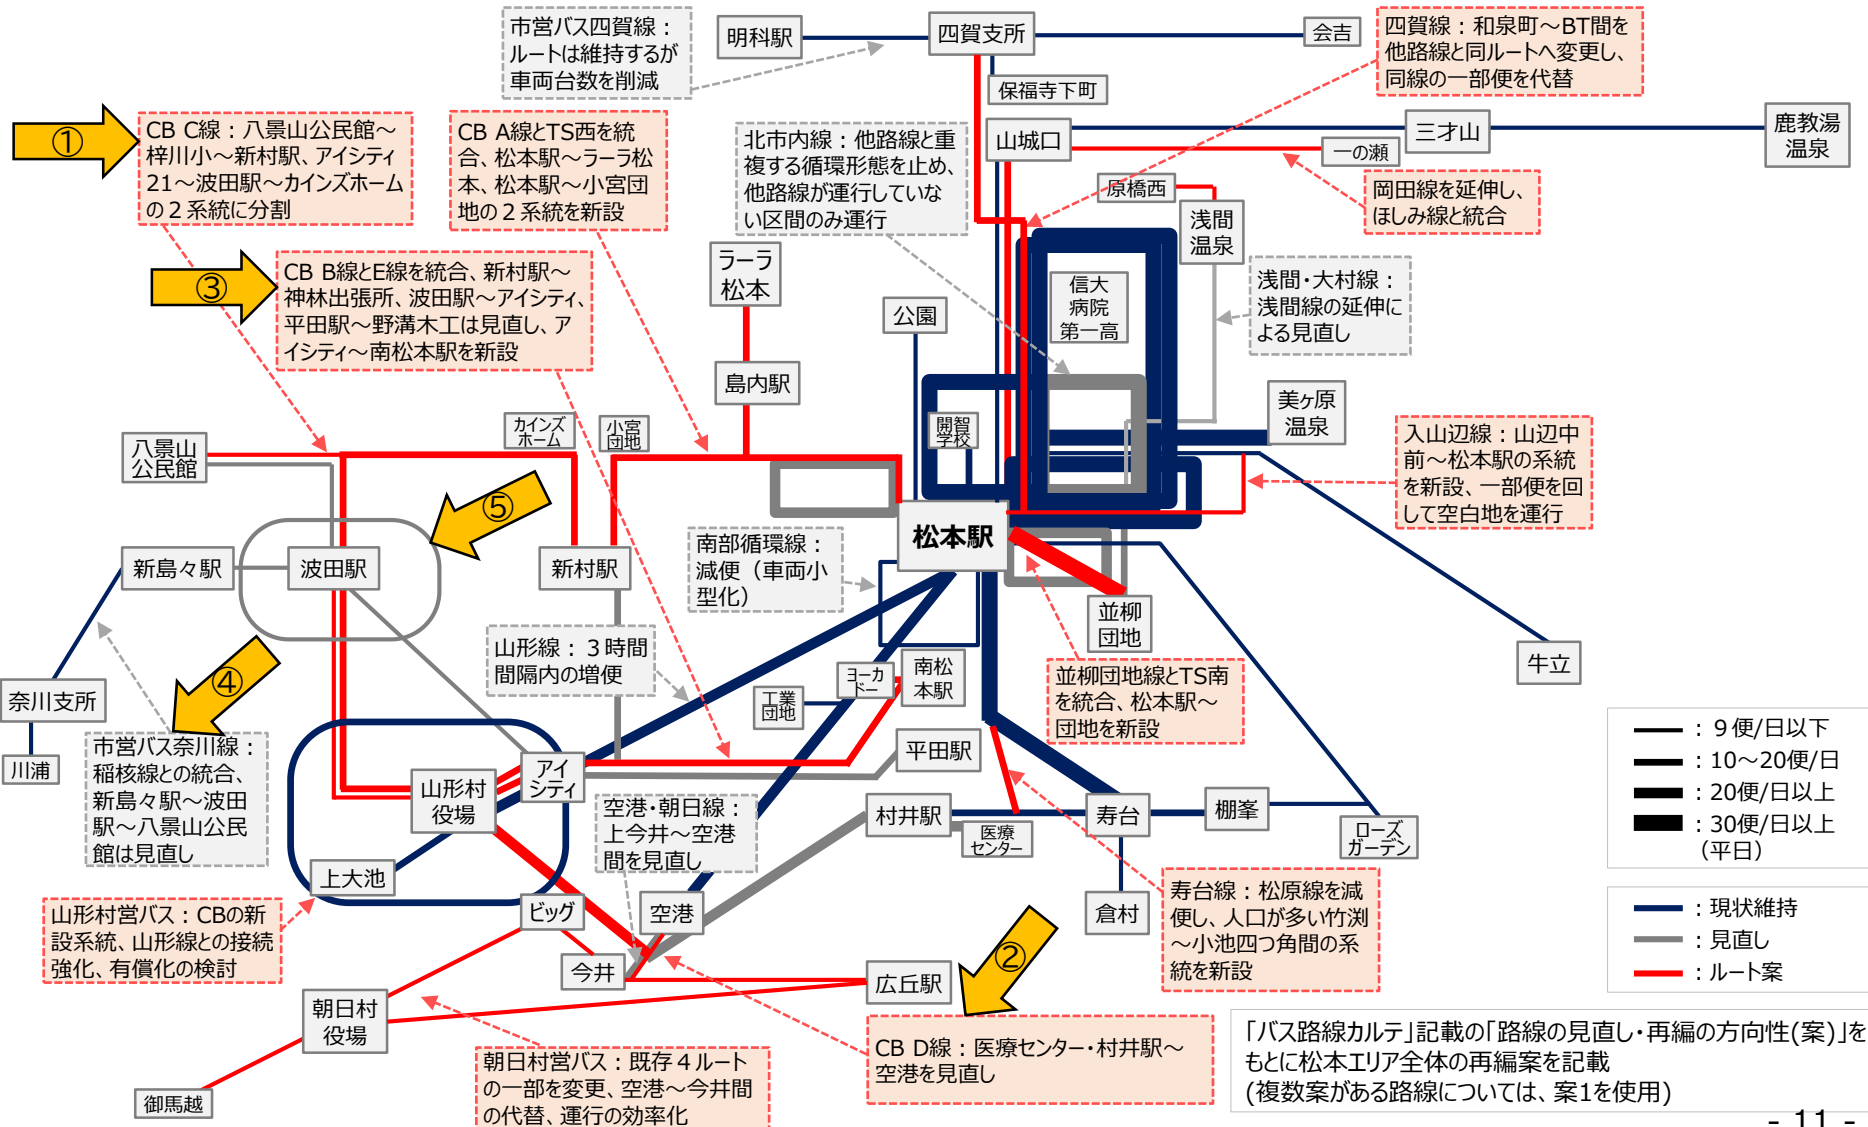 市営バス四賀線：
ルートは維持するが
車両台数を削減
明科駅
四賀支所
会吉
四賀線：和泉町～BT間を
他路線と同ルートへ変更し、
同線の一部便を代替
保福寺下町
①
CB C線：八景山公民館～
梓川小～新村駅、アイシティ
21～波田駅～カインズホーム
の２系統に分割
CB A線とTS西を統
合、松本駅～ラーラ松
本、松本駅～小宮団
地の２系統を新設
北市内線：他路線と重
複する循環形態を止め、
他路線が運行していな
い区間のみ運行
山城口
三才山
鹿教湯
温泉
一の瀬
原橋西
岡田線を延伸し、
ほしみ線と統合
浅間
温泉
③
CB B線とE線を統合、新村駅～
神林出張所、波田駅～アイシティ、
平田駅～野溝木工は見直し、ア
イシティ～南松本駅を新設
ラーラ
松本
公園
信大
病院
第一高
浅間・大村線：
浅間線の延伸に
よる見直し
島内駅
美ヶ原
温泉
カインズ
ホーム
小宮
団地
開智
学校
八景山
公民館
入山辺線：山辺中
前～松本駅の系統
を新設、一部便を回
して空白地を運行
⑤
松本駅
新島々駅
波田駅
新村駅
南部循環線：
減便（車両小
型化）
並柳
団地
山形線：３時間
間隔内の増便
ヨーカ
ドー
南松
本駅
牛立
④
奈川支所
工業
団地
並柳団地線とTS南
を統合、松本駅～
団地を新設
市営バス奈川線：
稲核線との統合、
新島々駅～波田
駅～八景山公民
館は見直し
川浦
平田駅
アイ
シティ
山形村
役場
：９便/日以下
：10～20便/日
：20便/日以上
：30便/日以上
（平日）
空港・朝日線：
上今井～空港
間を見直し
村井駅
医療
センター
寿台
棚峯
ローズ
ガーデン
上大池
ビッグ
空港
倉村
寿台線：松原線を減
便し、人口が多い竹渕
～小池四つ角間の系
統を新設
：現状維持
：見直し
：ルート案
山形村営バス：CBの新
設系統、山形線との接続
強化、有償化の検討
②
今井
広丘駅
朝日村
役場
朝日村営バス：既存４ルート
の一部を変更、空港～今井間
の代替、運行の効率化
CB D線：医療センター・村井駅～
空港を見直し
御馬越
「バス路線カルテ」記載の「路線の見直し・再編の方向性(案)」を
もとに松本エリア全体の再編案を記載
(複数案がある路線については、案1を使用)
- 11 -